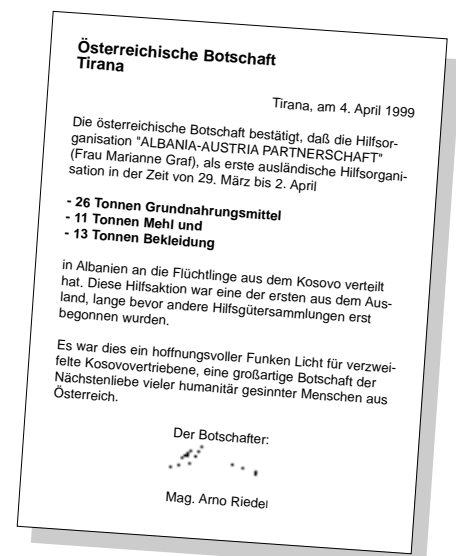 Österreichische Botschaft
Tirana
Tirana, am 4. April 1999
Die österreichische Botschaft bestätigt, daß die Hilfsor-
ganisation "ALBANIA-AUSTRIA PARTNERSCHAFT"
(Frau Marianne Graf), als erste ausländische Hilfsorgani-
sation in der Zeit von 29. März bis 2. April
- 26 Tonnen Grundnahrungsmittel
- 11 Tonnen Mehl und
- 13 Tonnen Bekleidung
in Albanien an die Flüchtlinge aus dem Kosovo verteilt
hat. Diese Hilfsaktion war eine der ersten aus dem Aus-
land, lange bevor andere Hilfsgütersammlungen erst
begonnen wurden.
Es war dies ein hoffnungsvoller Funken Licht für verzwei-
felte Kosovovertriebene, eine großartige Botschaft der
Nächstenliebe vieler humanitär gesinnter Menschen aus
Österreich.
Der Botschafter:
Mag. Arno Riedel